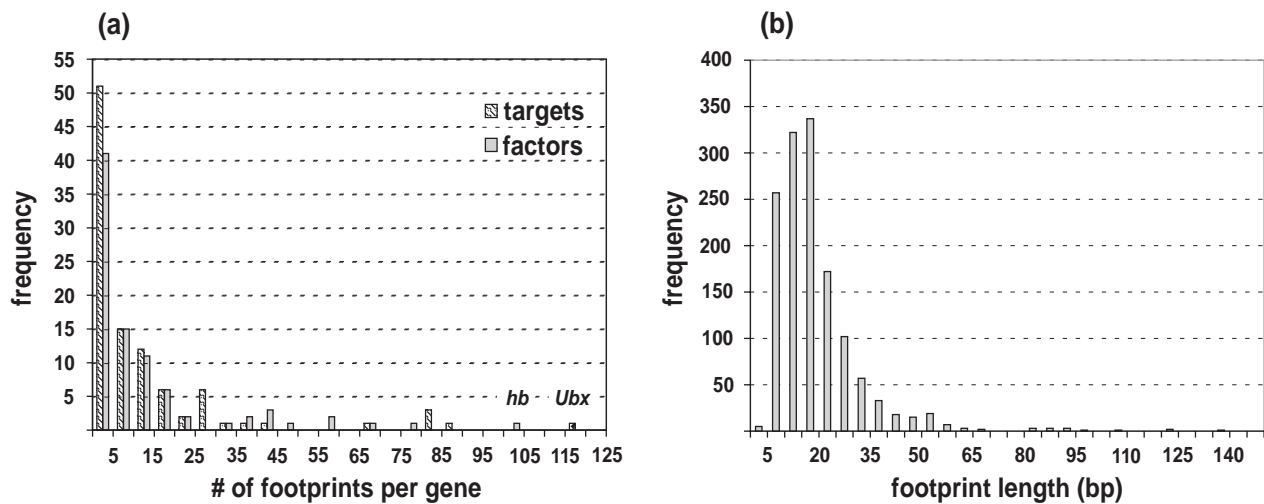 (a)
55
50
45
40
35
30
25
20
15
10
5
frequency
targets
factors
hb Ubx
5 15 25 35 45 55 65 75 85 95 105 115 125
# of footprints per gene
(b)
400
350
300
250
200
150
100
50
frequency
5 20 35 50 65 80 95 110 125 140
footprint length (bp)